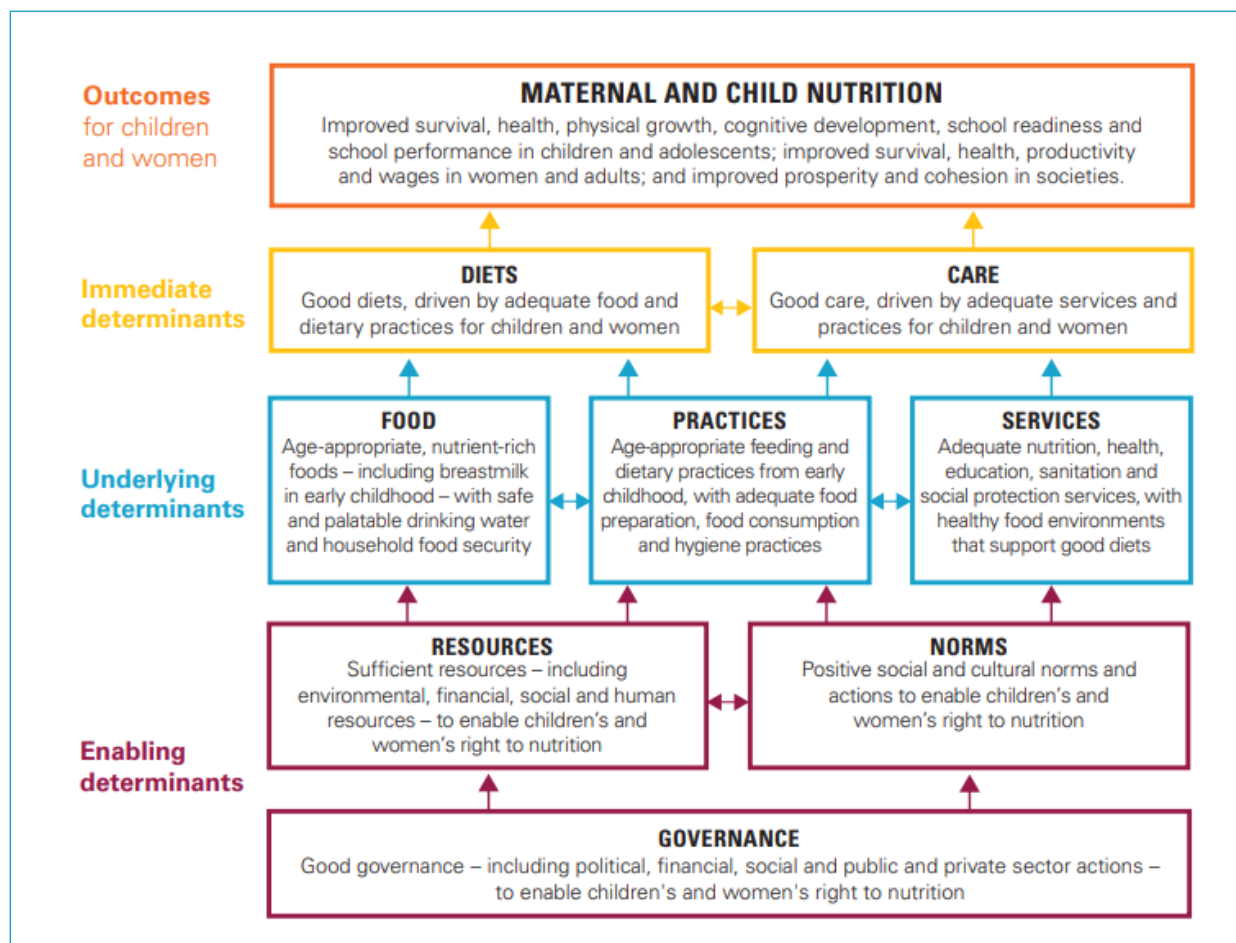 Outcomes
for children
and women
MATERNAL AND CHILD NUTRITION
Improved survival, health, physical growth, cognitive development, school readiness and
school performance in children and adolescents; improved survival, health, productivity
and wages in women and adults; and improved prosperity and cohesion in societies.
Immediate
determinants
DIETS
Good diets, driven by adequate food and
dietary practices for children and women
CARE
Good care, driven by adequate services and
practices for children and women
Underlying
determinants
FOOD
Age-appropriate, nutrient-rich
foods – including breastmilk
in early childhood – with safe
and palatable drinking water
and household food security
PRACTICES
Age-appropriate feeding and
dietary practices from early
childhood, with adequate food
preparation, food consumption
and hygiene practices
SERVICES
Adequate nutrition, health,
education, sanitation and
social protection services, with
healthy food environments
that support good diets
Enabling
determinants
RESOURCES
Sufficient resources – including
environmental, financial, social and human
resources – to enable children’s and
women’s right to nutrition
NORMS
Positive social and cultural norms and
actions to enable children’s and
women’s right to nutrition
GOVERNANCE
Good governance – including political, financial, social and public and private sector actions –
to enable children's and women's right to nutrition